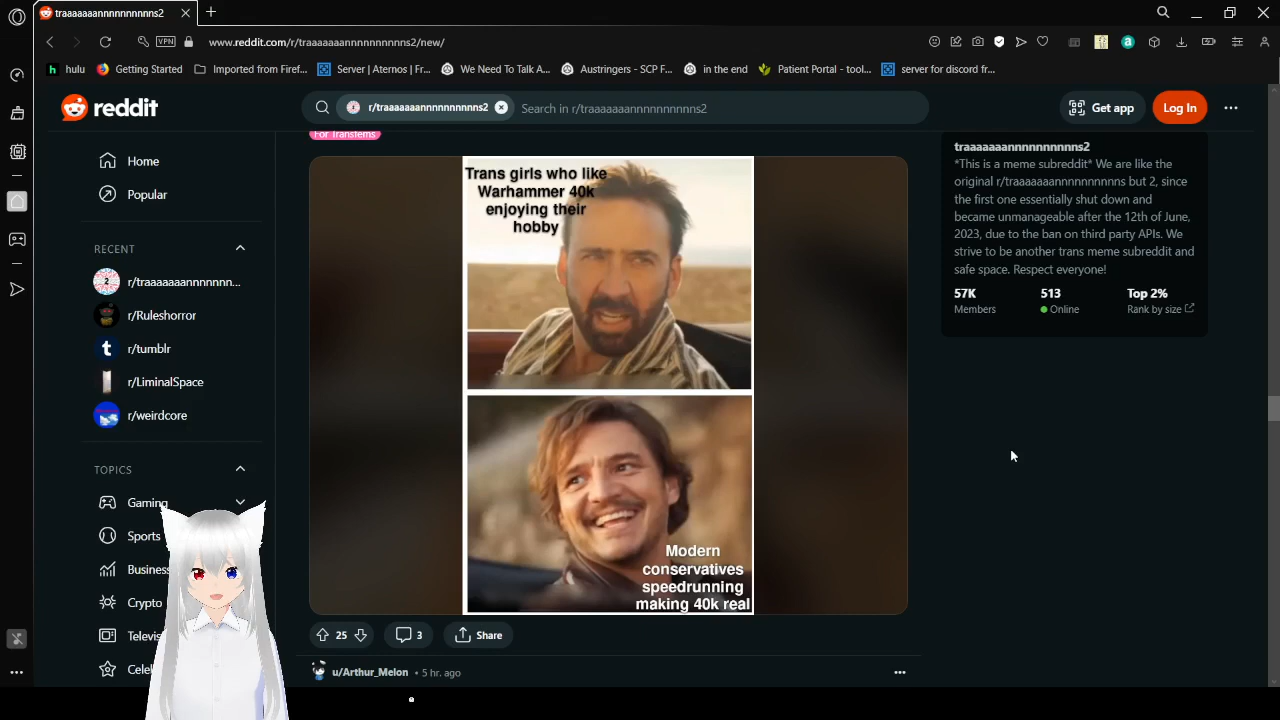 traaaaaaannnnnnnnnns2
VPN
www.reddit.com/r/traaaaaaannnnnnnnnns2/new/
hulu
Getting Started
Imported from Firef...
Server | Aternos | Fr...
We Need To Talk A...
Austringers - SCP F...
in the end
Patient Portal - tool...
server for discord fr...
reddit
r/traaaaaaannnnnnnnnns2
Search in r/traaaaaaannnnnnnnnns2
Get app
Log In
For Transfems
Home
Popular
RECENT
r/traaaaaaannnnnnn...
r/Ruleshorror
r/tumblr
r/LiminalSpace
r/weirdcore
TOPICS
Gaming
Sports
Business
Crypto
Televis
Celeb
Trans girls who like
Warhammer 40k
enjoying their
hobby
Modern
conservatives
speedrunning
making 40k real
25
3
Share
u/Arthur_Melon • 5 hr. ago
traaaaaaannnnnnnnnns2
*This is a meme subreddit* We are like the
original r/traaaaaaannnnnnnnnns but 2, since
the first one essentially shut down and
became unmanageable after the 12th of June,
2023, due to the ban on third party APIs. We
strive to be another trans meme subreddit and
safe space. Respect everyone!
57K
Members
513
Online
Top 2%
Rank by size